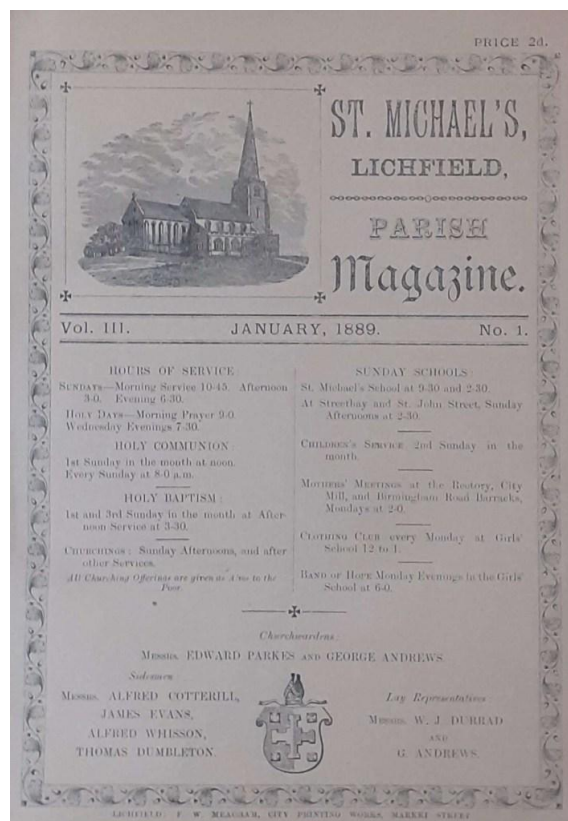 PRICE 2d.
ST. MICHAEL'S,
LICHFIELD,
PARISH
Magazine.
Vol. III. JANUARY, 1889. No. 1.
HOURS OF SERVICE
SUNDAYS—Morning Service 10-45. Afternoon
3-0. Evening 6-30.
HOLY DAYS—Morning Prayer 9-0.
Wednesday Evenings 7-30.
HOLY COMMUNION
1st Sunday in the month at noon.
Every Sunday at 8-0 a.m.
HOLY BAPTISM
1st and 3rd Sunday in the month at After-
noon Service at 3-30.
CHURCHINGS: Sunday Afternoons, and after
other Services.
All Churching Offerings are given as Alms to the
Poor.
SUNDAY SCHOOLS
St. Michael's School at 9-30 and 2-30.
At Streethay and St. John Street, Sunday
Afternoons at 2-30.
CHILDREN'S SERVICE 2nd Sunday in the
month.
MOTHERS' MEETINGS at the Rectory, City
Mill, and Birmingham Road Barracks,
Mondays at 2-0.
CLOTHING CLUB every Monday at Girls'
School 12 to 1.
BAND OF HOPE Monday Evenings in the Girls'
School at 6-0.
Churchwardens:
MESSRS. EDWARD PARKES AND GEORGE ANDREWS.
Sidesmen
MESSRS. ALFRED COTTERILL,
JAMES EVANS,
ALFRED WHISSON,
THOMAS DUMBLETON.
Lay Representatives:
MESSRS. W. J. DURRAD
AND
G. ANDREWS.
LICHFIELD: F. W. MEACHAM, CITY PRINTING WORKS, MARKET STREET